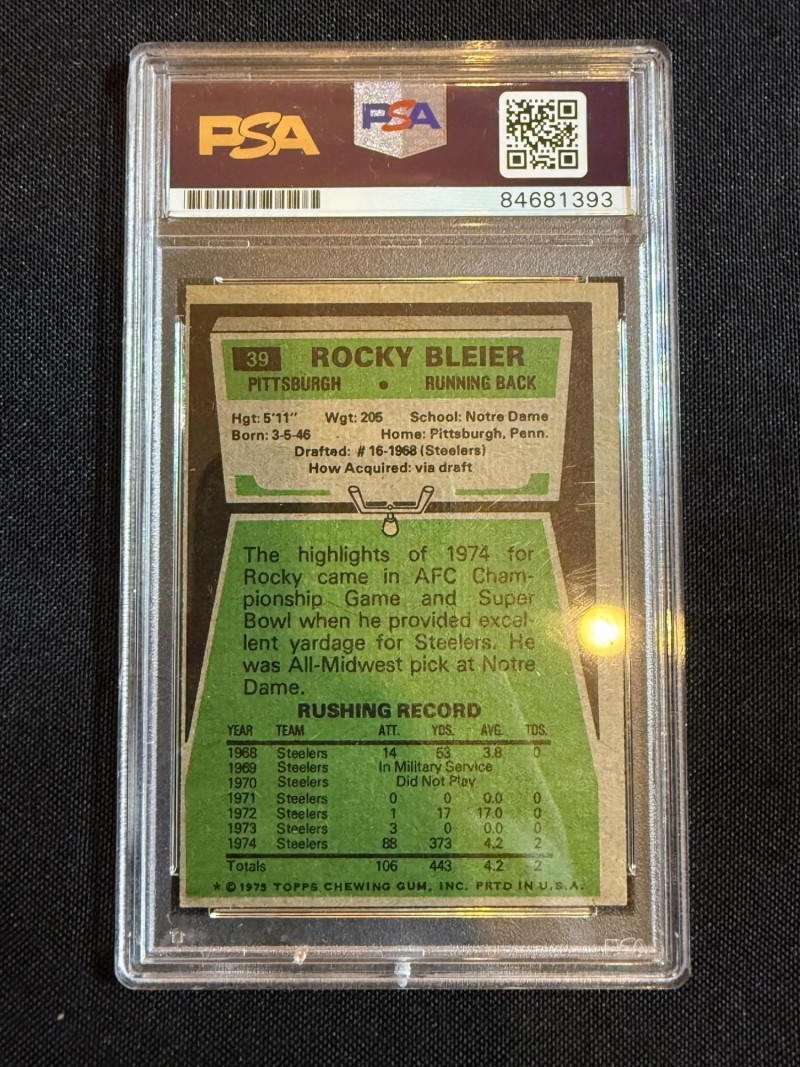 PSA
PSA
84681393
39 ROCKY BLEIER
PITTSBURGH • RUNNING BACK
Hgt: 5'11" Wgt: 205 School: Notre Dame
Born: 3-5-46 Home: Pittsburgh, Penn.
Drafted: #16-1968 (Steelers)
How Acquired: via draft
The highlights of 1974 for
Rocky came in AFC Cham-
pionship Game and Super
Bowl when he provided excel-
lent yardage for Steelers. He
was All-Midwest pick at Notre
Dame.
RUSHING RECORD
YEAR TEAM ATT. YDS. AVG. TDS.
1968 Steelers 14 53 3.8 0
1969 Steelers In Military Service
1970 Steelers Did Not Play
1971 Steelers 0 0 0.0 0
1972 Steelers 1 17 17.0 0
1973 Steelers 3 0 0.0 0
1974 Steelers 88 373 4.2 2
Totals 106 443 4.2 2
* © 1975 TOPPS CHEWING GUM, INC. PRTD IN U.S.A.
PSA